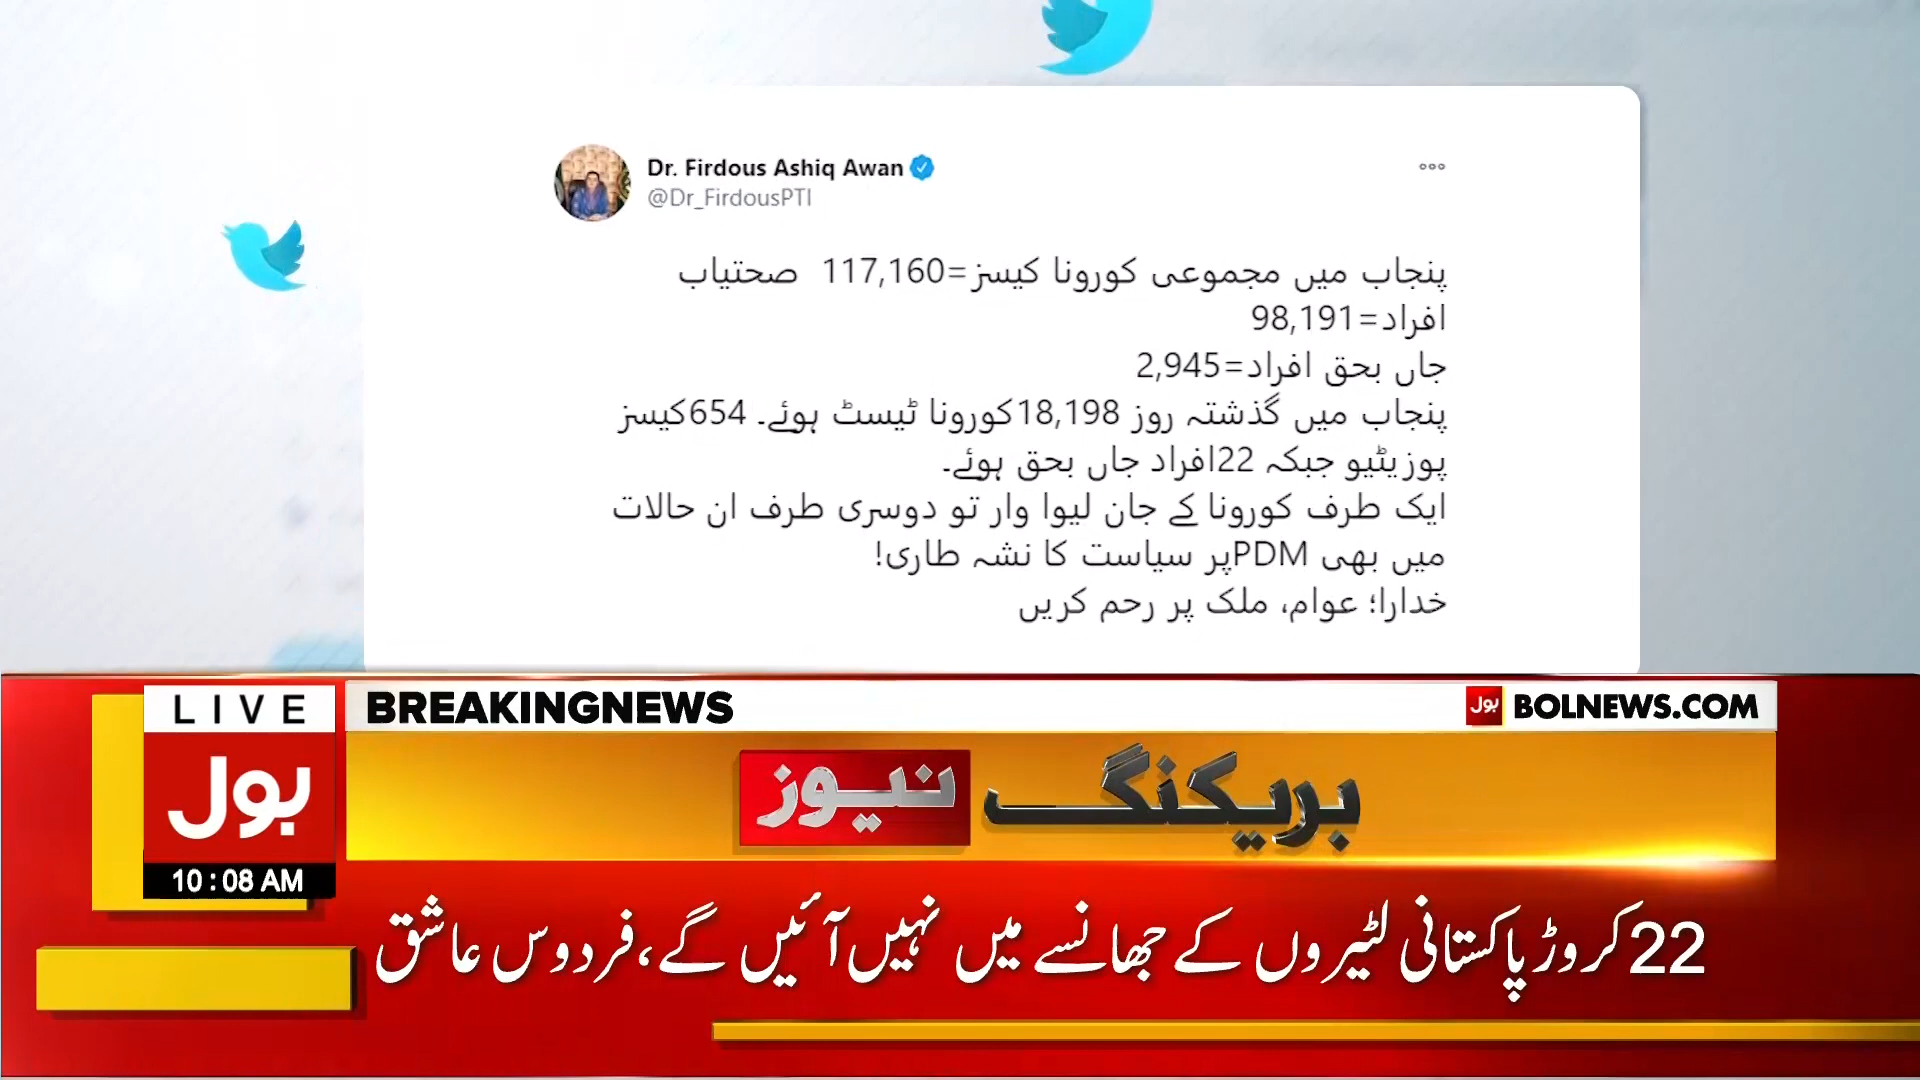 Dr. Firdous Ashiq Awan
@Dr_FirdousPTI
پنجاب میں مجموعی کورونا کیسز=117,160 صحتیاب
افراد=98,191
جاں بحق افراد=2,945
پنجاب میں گذشتہ روز 18,198کورونا ٹیسٹ ہوئے۔ 654کیسز
پوزیٹیو جبکہ 22افراد جاں بحق ہوئے۔
ایک طرف کورونا کے جان لیوا وار تو دوسری طرف ان حالات
میں بھی PDMپر سیاست کا نشہ طاری!
خدارا؛ عوام، ملک پر رحم کریں
LIVE
BREAKINGNEWS
بول BOLNEWS.COM
بول
بریکنگ نیوز
10:08 AM
22کروڑپاکستانی لٹیروں کے جھانسے میں نہیں آئیں گے،فردوس عاشق